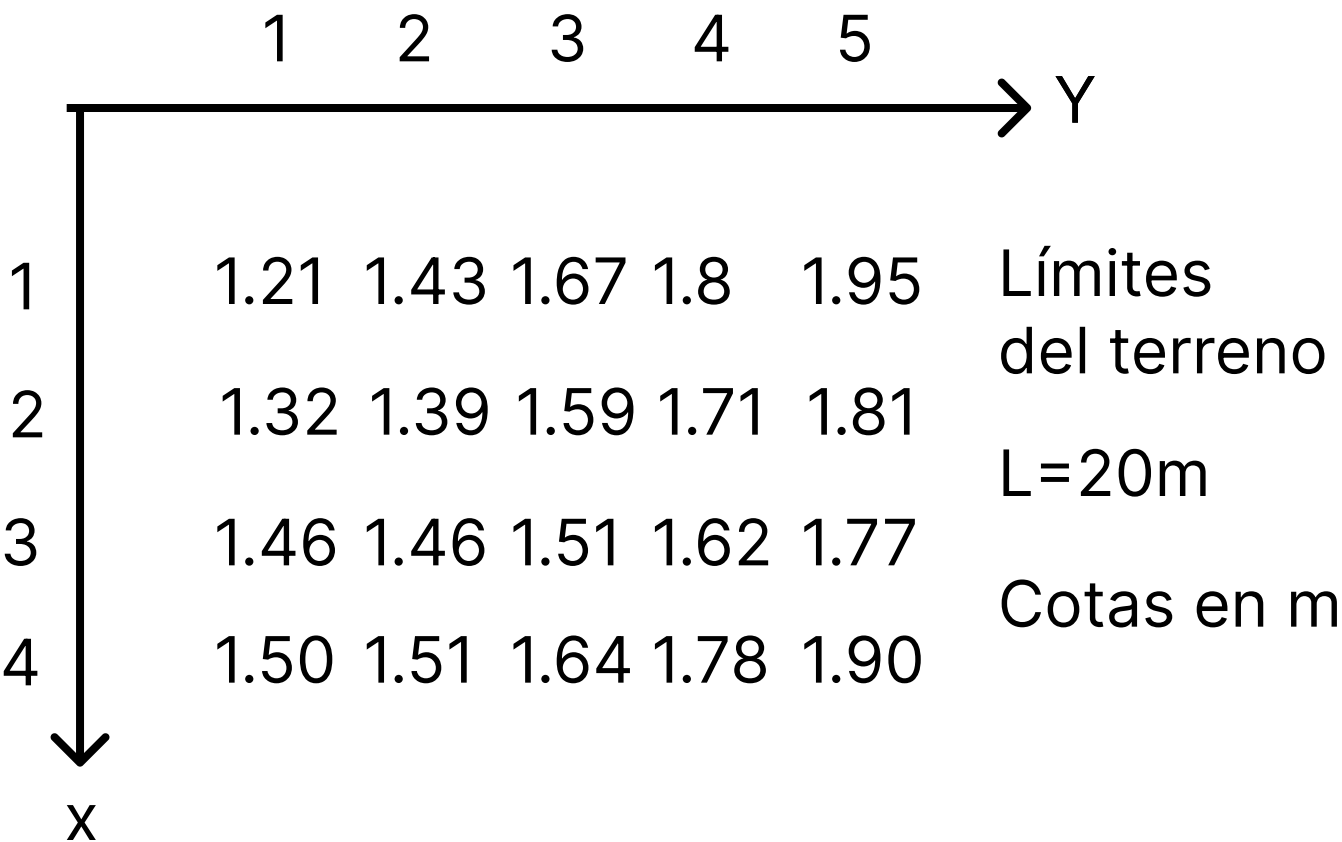 1 2 3 4 5
Y
1 1.21 1.43 1.67 1.8 1.95
Límites
del terreno
2 1.32 1.39 1.59 1.71 1.81
L=20m
3 1.46 1.46 1.51 1.62 1.77
Cotas en m
4 1.50 1.51 1.64 1.78 1.90
x